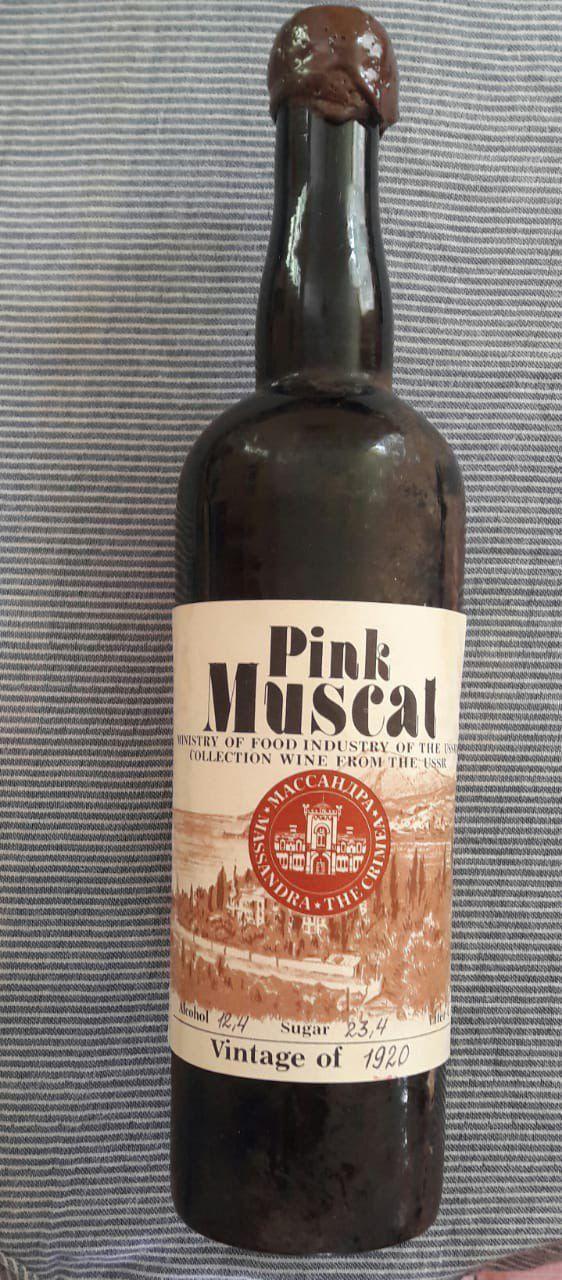 Pink
Muscat
MINISTRY OF FOOD INDUSTRY OF THE USSR
COLLECTION WINE FROM THE USSR
МАССАНДРА
MASSANDRA ★ THE CRIMEA
Alcohol 12,4 Sugar 23,4
Vintage of 1920